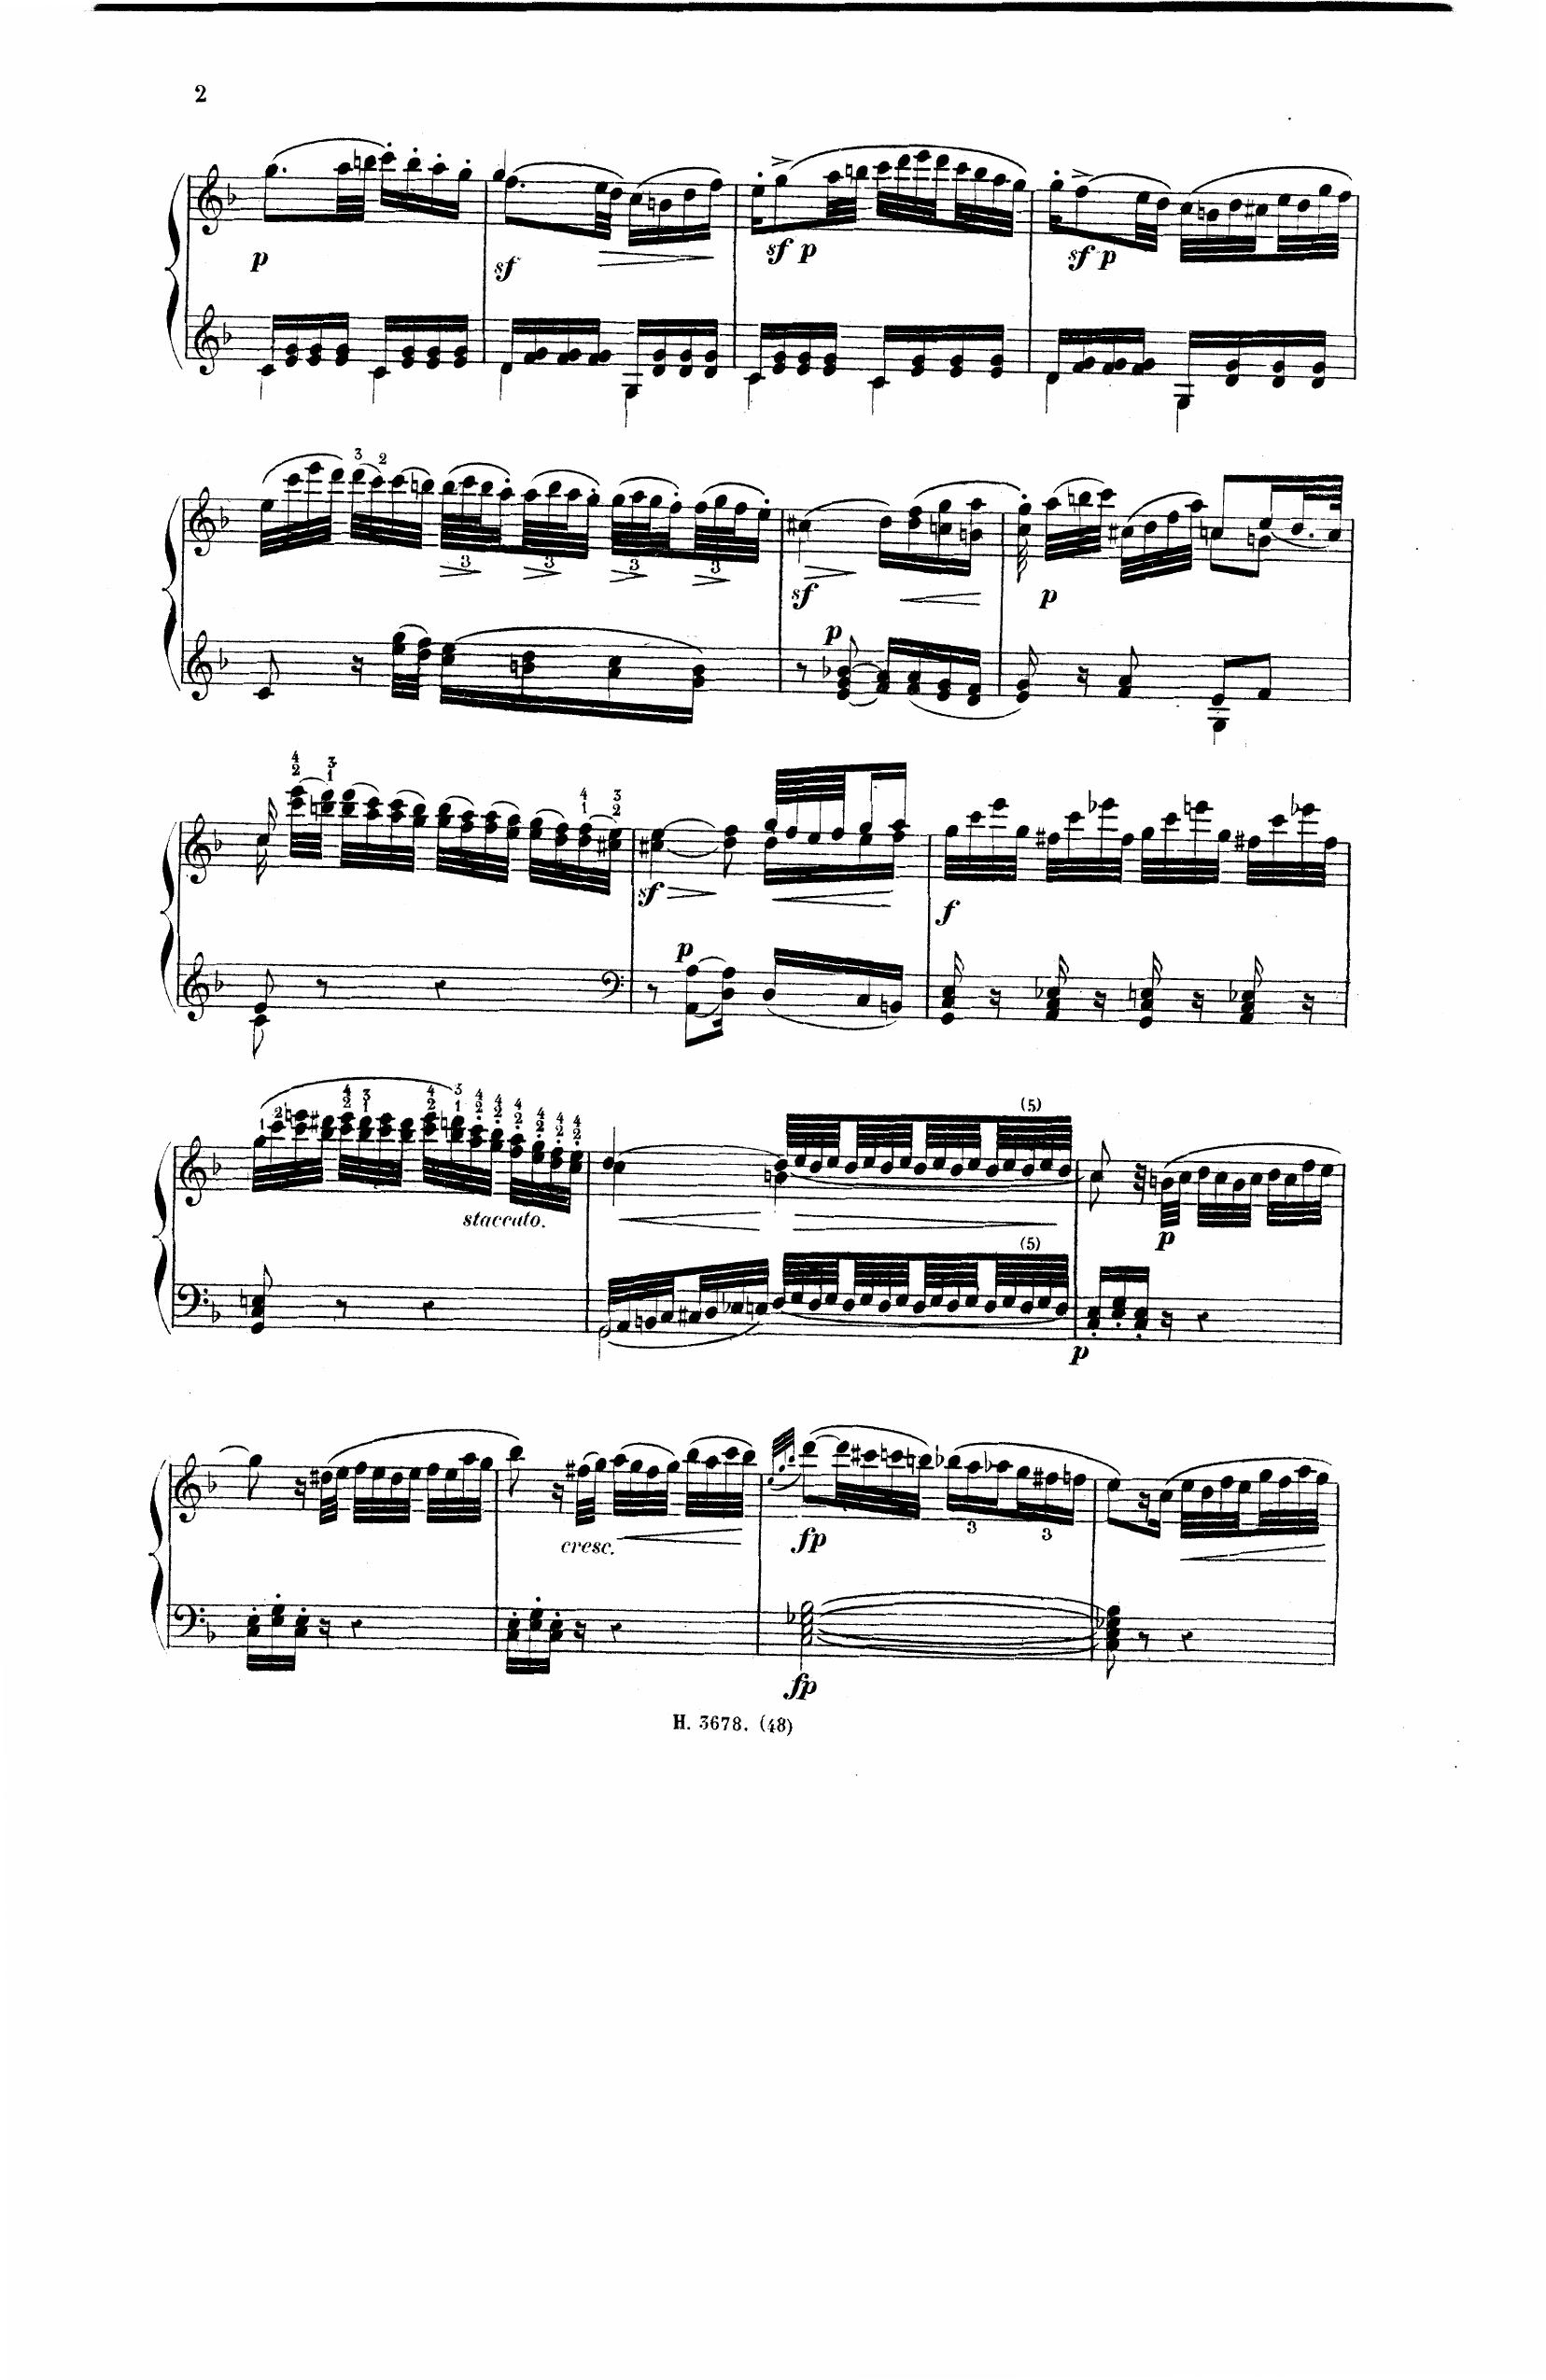 2
p sf sf p sf p
3 2
3 3 3 3
sf p
p
4 3
2 1
4 3
1 2
sf
p f
1 2 4 3 4 3 4 4 4 4 4 4
2 1 2 1 2 2 2 2 2 2
(5)
staccato.
p
(5)
p
cresc. fp 3 3
fp
H. 3678. (48)